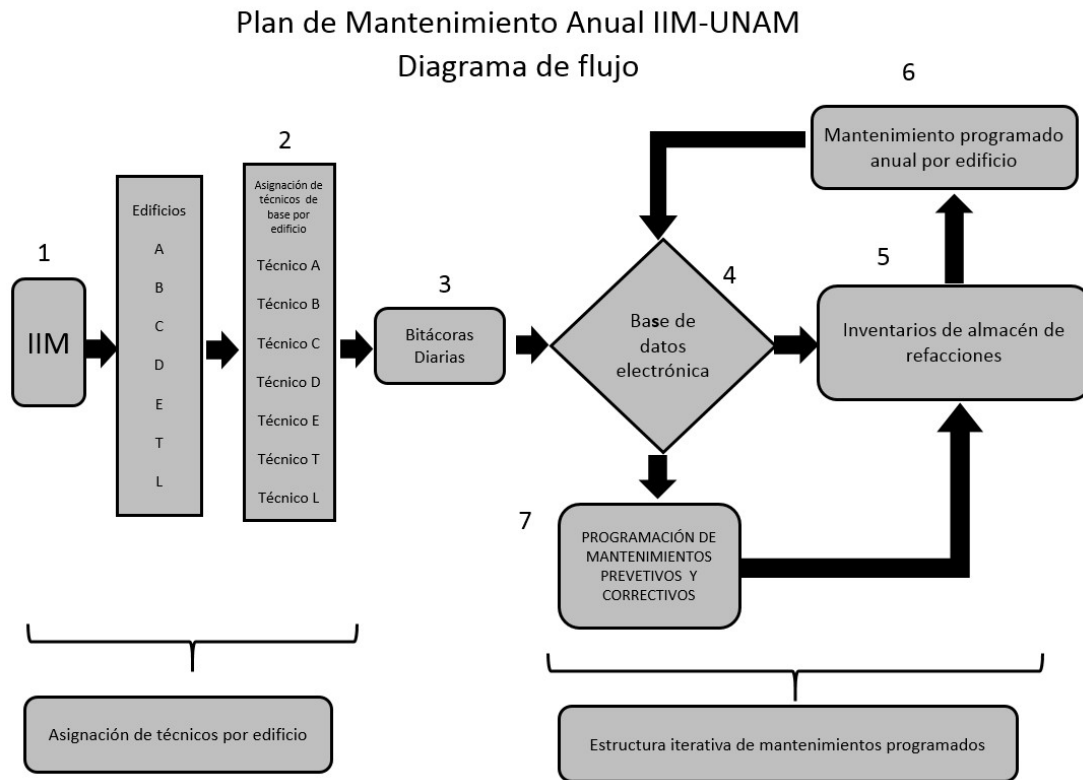 Plan de Mantenimiento Anual IIM-UNAM
Diagrama de flujo
1
IIM
Edificios
A
B
C
D
E
T
L
2
Asignación de
técnicos de
base por
edificio
Técnico A
Técnico B
Técnico C
Técnico D
Técnico E
Técnico T
Técnico L
3
Bitácoras
Diarias
4
Base de
datos
electrónica
5
Inventarios de almacén de
refacciones
6
Mantenimiento programado
anual por edificio
7
PROGRAMACIÓN DE
MANTENIMIENTOS
PREVETIVOS Y
CORRECTIVOS
Asignación de técnicos por edificio
Estructura iterativa de mantenimientos programados